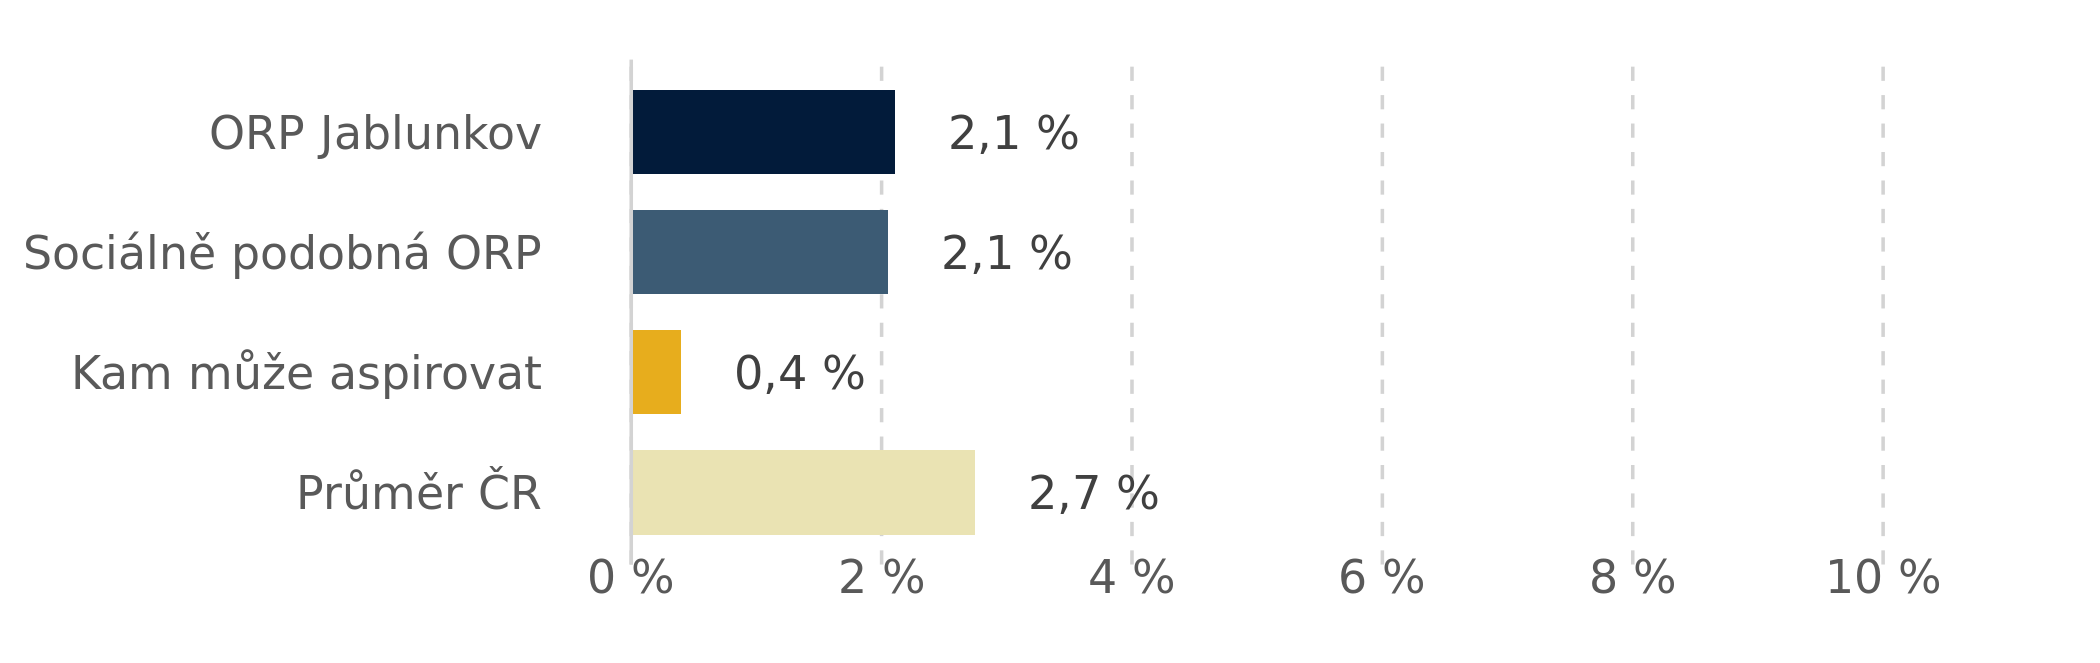 ORP Jablunkov 2,1 %
Sociálně podobná ORP 2,1 %
Kam může aspirovat 0,4 %
Průměr ČR 2,7 %
0 % 2 % 4 % 6 % 8 % 10 %